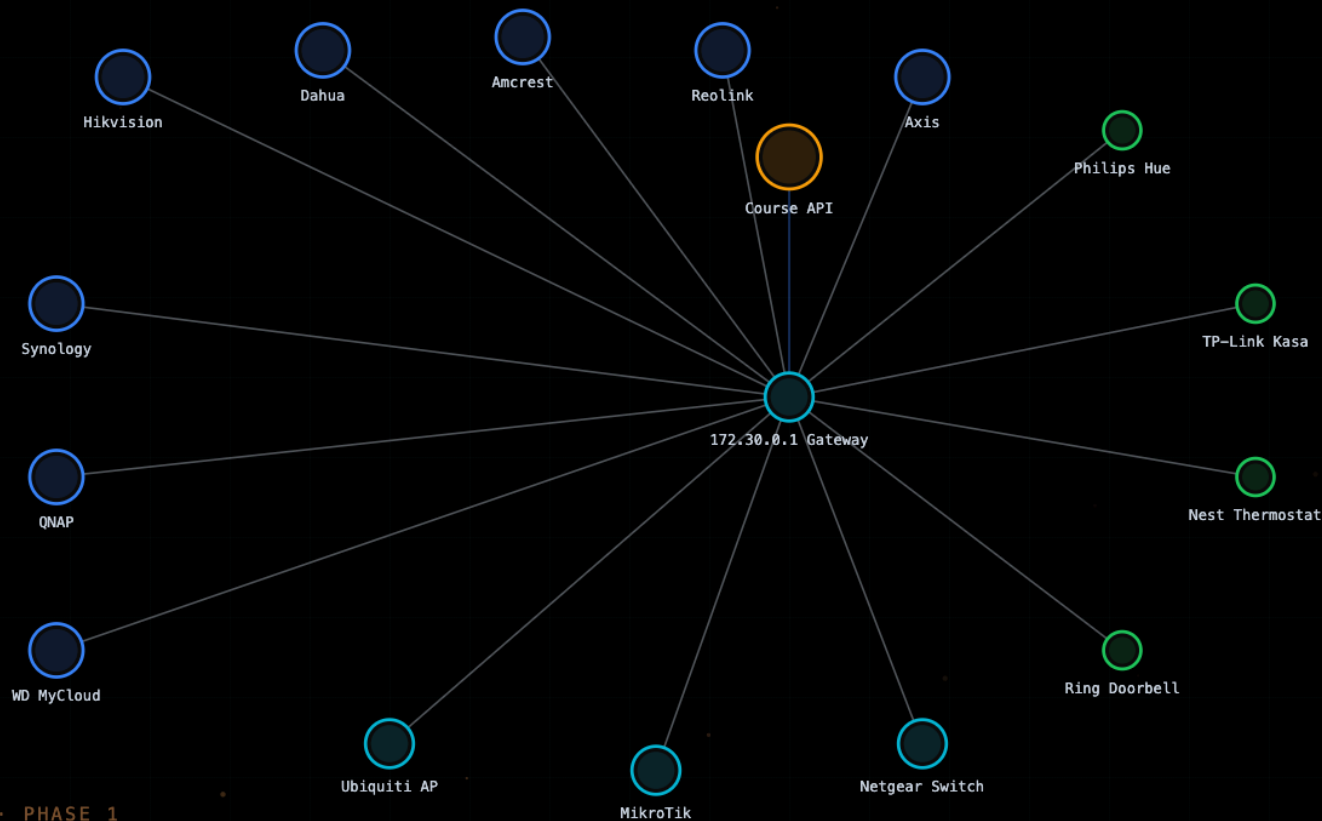 Amcrest
Dahua
Reolink
Hikvision
Axis
Philips Hue
Course API
TP-Link Kasa
Synology
172.30.0.1 Gateway
Nest Thermostat
QNAP
Ring Doorbell
WD MyCloud
Ubiquiti AP
Netgear Switch
MikroTik
· PHASE 1